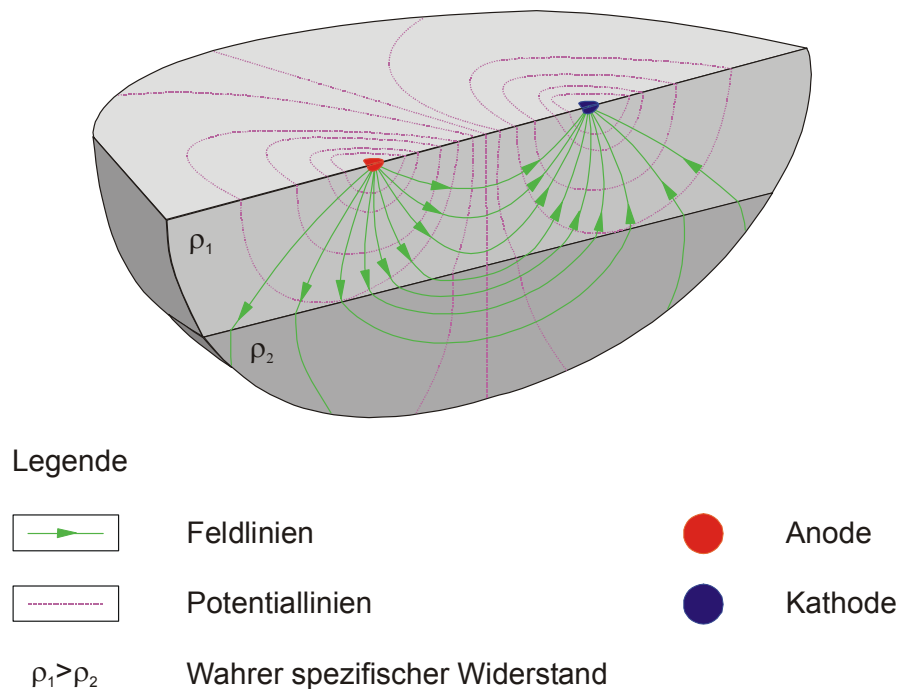 ρ₁
ρ₂
Legende
Feldlinien
Anode
Potentiallinien
Kathode
ρ₁>ρ₂ Wahrer spezifischer Widerstand